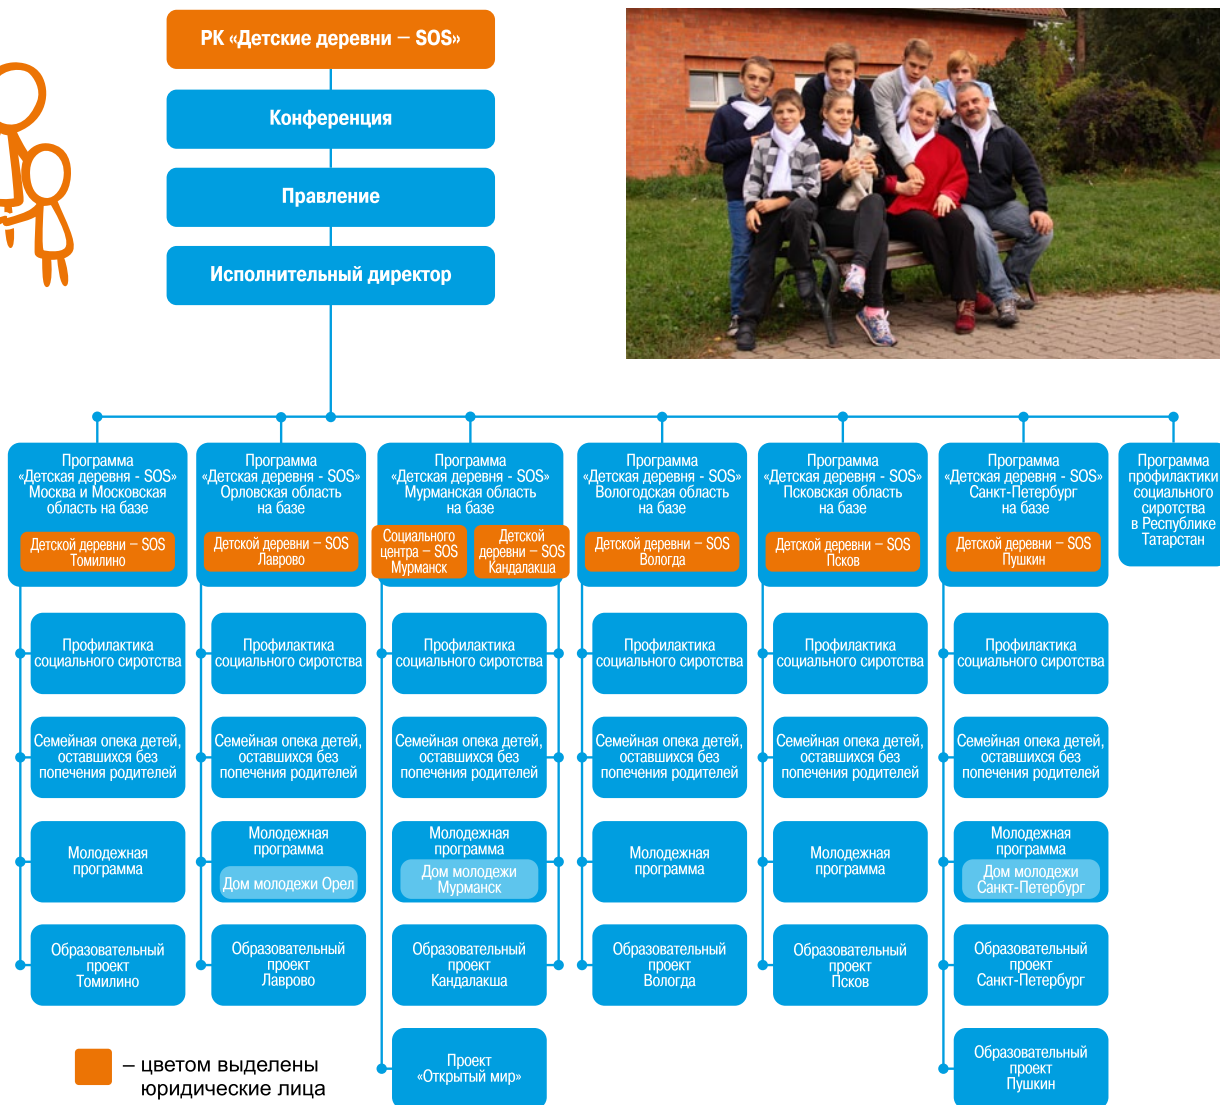 РК «Детские деревни – SOS»
Конференция
Правление
Исполнительный директор
Программа
«Детская деревня - SOS»
Москва и Московская
область на базе
Детской деревни – SOS
Томилино
Программа
«Детская деревня - SOS»
Орловская область
на базе
Детской деревни – SOS
Лаврово
Программа
«Детская деревня - SOS»
Мурманская область
на базе
Социального
центра – SOS
Мурманск
Детской
деревни – SOS
Кандалакша
Программа
«Детская деревня - SOS»
Вологодская область
на базе
Детской деревни – SOS
Вологда
Программа
«Детская деревня - SOS»
Псковская область
на базе
Детской деревни – SOS
Псков
Программа
«Детская деревня - SOS»
Санкт-Петербург
на базе
Детской деревни – SOS
Пушкин
Программа
профилактики
социального
сиротства
в Республике
Татарстан
Профилактика
социального сиротства
Профилактика
социального сиротства
Профилактика
социального сиротства
Профилактика
социального сиротства
Профилактика
социального сиротства
Профилактика
социального сиротства
Семейная опека детей,
оставшихся без
попечения родителей
Семейная опека детей,
оставшихся без
попечения родителей
Семейная опека детей,
оставшихся без
попечения родителей
Семейная опека детей,
оставшихся без
попечения родителей
Семейная опека детей,
оставшихся без
попечения родителей
Семейная опека детей,
оставшихся без
попечения родителей
Молодежная
программа
Молодежная
программа
Дом молодежи Орел
Молодежная
программа
Дом молодежи
Мурманск
Молодежная
программа
Молодежная
программа
Молодежная
программа
Дом молодежи
Санкт-Петербург
Образовательный
проект
Томилино
Образовательный
проект
Лаврово
Образовательный
проект
Кандалакша
Образовательный
проект
Вологда
Образовательный
проект
Псков
Образовательный
проект
Санкт-Петербург
Проект
«Открытый мир»
Образовательный
проект
Пушкин
– цветом выделены
юридические лица